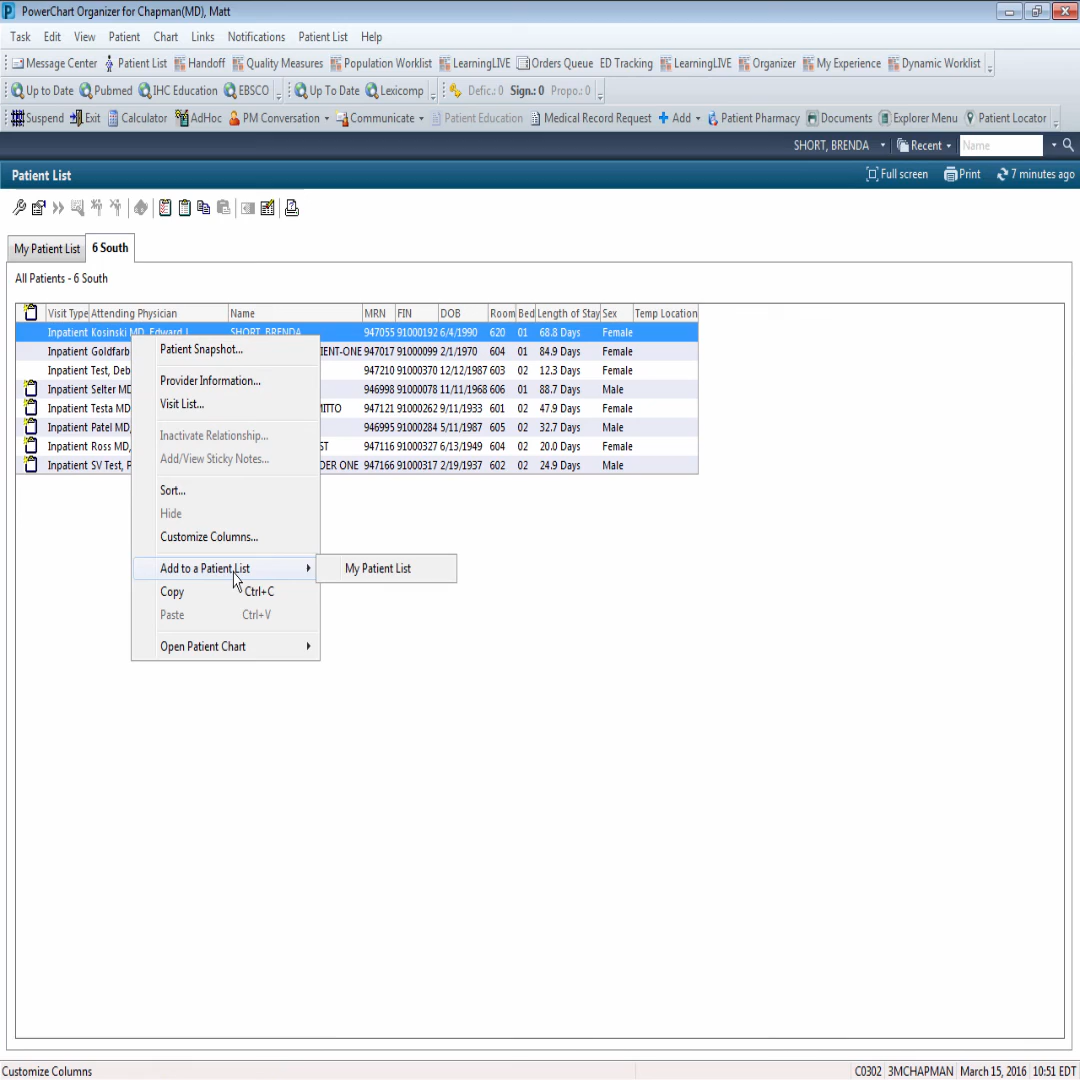 PowerChart Organizer for Chapman(MD), Matt
Task Edit View Patient Chart Links Notifications Patient List Help
Message Center Patient List Handoff Quality Measures Population Worklist LearningLIVE Orders Queue ED Tracking LearningLIVE Organizer My Experience Dynamic Worklist
Up to Date Pubmed IHC Education EBSCO Up To Date Lexicomp Defic.: 0 Sign.: 0 Propo.: 0
Suspend Exit Calculator AdHoc PM Conversation Communicate Patient Education Medical Record Request Add Patient Pharmacy Documents Explorer Menu Patient Locator
SHORT, BRENDA Recent Name
Patient List Full screen Print 7 minutes ago
My Patient List 6 South
All Patients - 6 South
Visit Type Attending Physician Name MRN FIN DOB Room Bed Length of Stay Sex Temp Location
Inpatient Kosinski MD, Edward J SHORT, BRENDA 947055 91000192 6/4/1990 620 01 68.8 Days Female
Inpatient Goldfarb IENT-ONE 947017 91000099 2/1/1970 604 01 84.9 Days Female
Inpatient Test, Deb 947210 91000370 12/12/1987 603 02 12.3 Days Female
Inpatient Selter MD 946998 91000078 11/11/1968 606 01 88.7 Days Male
Inpatient Testa MD MITTO 947121 91000262 9/11/1933 601 02 47.9 Days Female
Inpatient Patel MD, 946995 91000284 5/11/1987 605 02 32.7 Days Male
Inpatient Ross MD, ST 947116 91000327 6/13/1949 604 02 20.0 Days Female
Inpatient SV Test, P DER ONE 947166 91000317 2/19/1937 602 02 24.9 Days Male
Patient Snapshot...
Provider Information...
Visit List...
Inactivate Relationship...
Add/View Sticky Notes...
Sort...
Hide
Customize Columns...
Add to a Patient List My Patient List
Copy Ctrl+C
Paste Ctrl+V
Open Patient Chart
Customize Columns C0302 3MCHAPMAN March 15, 2016 10:51 EDT